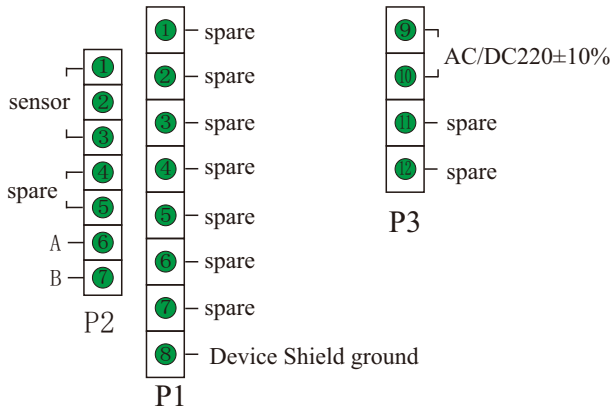 ① 
②
③
④
⑤
⑥
⑦
sensor
spare
A
B
P2
① spare
② spare
③ spare
④ spare
⑤ spare
⑥ spare
⑦ spare
⑧ Device Shield ground
P1
⑨
⑩
AC/DC220±10%
⑪ spare
⑫ spare
P3